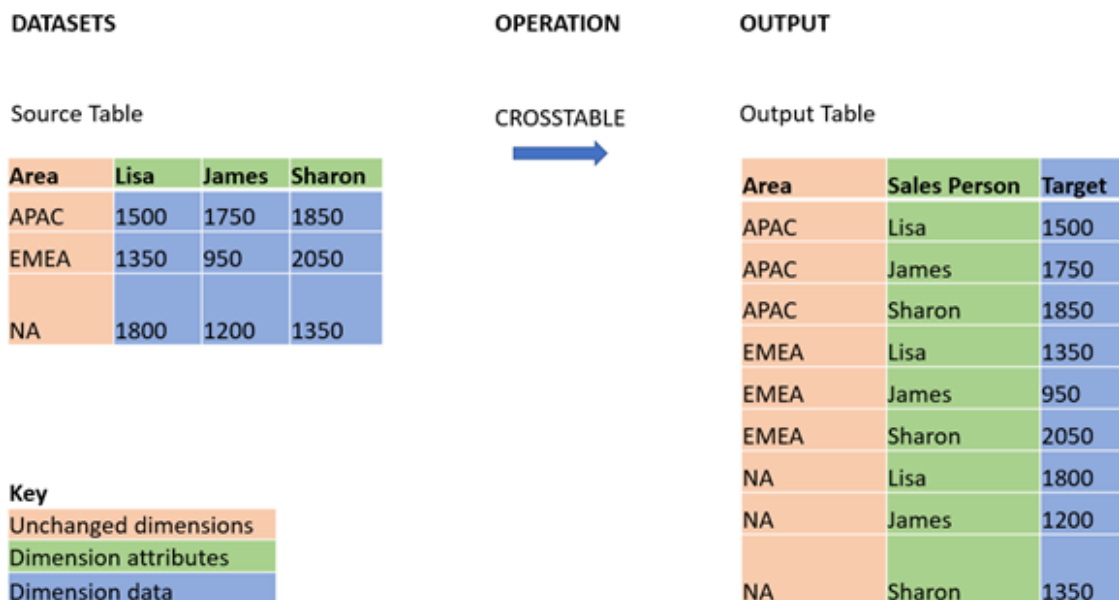 DATASETS
OPERATION
OUTPUT
Source Table
CROSSTABLE
Output Table
Area Lisa James Sharon
APAC 1500 1750 1850
EMEA 1350 950 2050
NA 1800 1200 1350
Key
Unchanged dimensions
Dimension attributes
Dimension data
Area Sales Person Target
APAC Lisa 1500
APAC James 1750
APAC Sharon 1850
EMEA Lisa 1350
EMEA James 950
EMEA Sharon 2050
NA Lisa 1800
NA James 1200
NA Sharon 1350